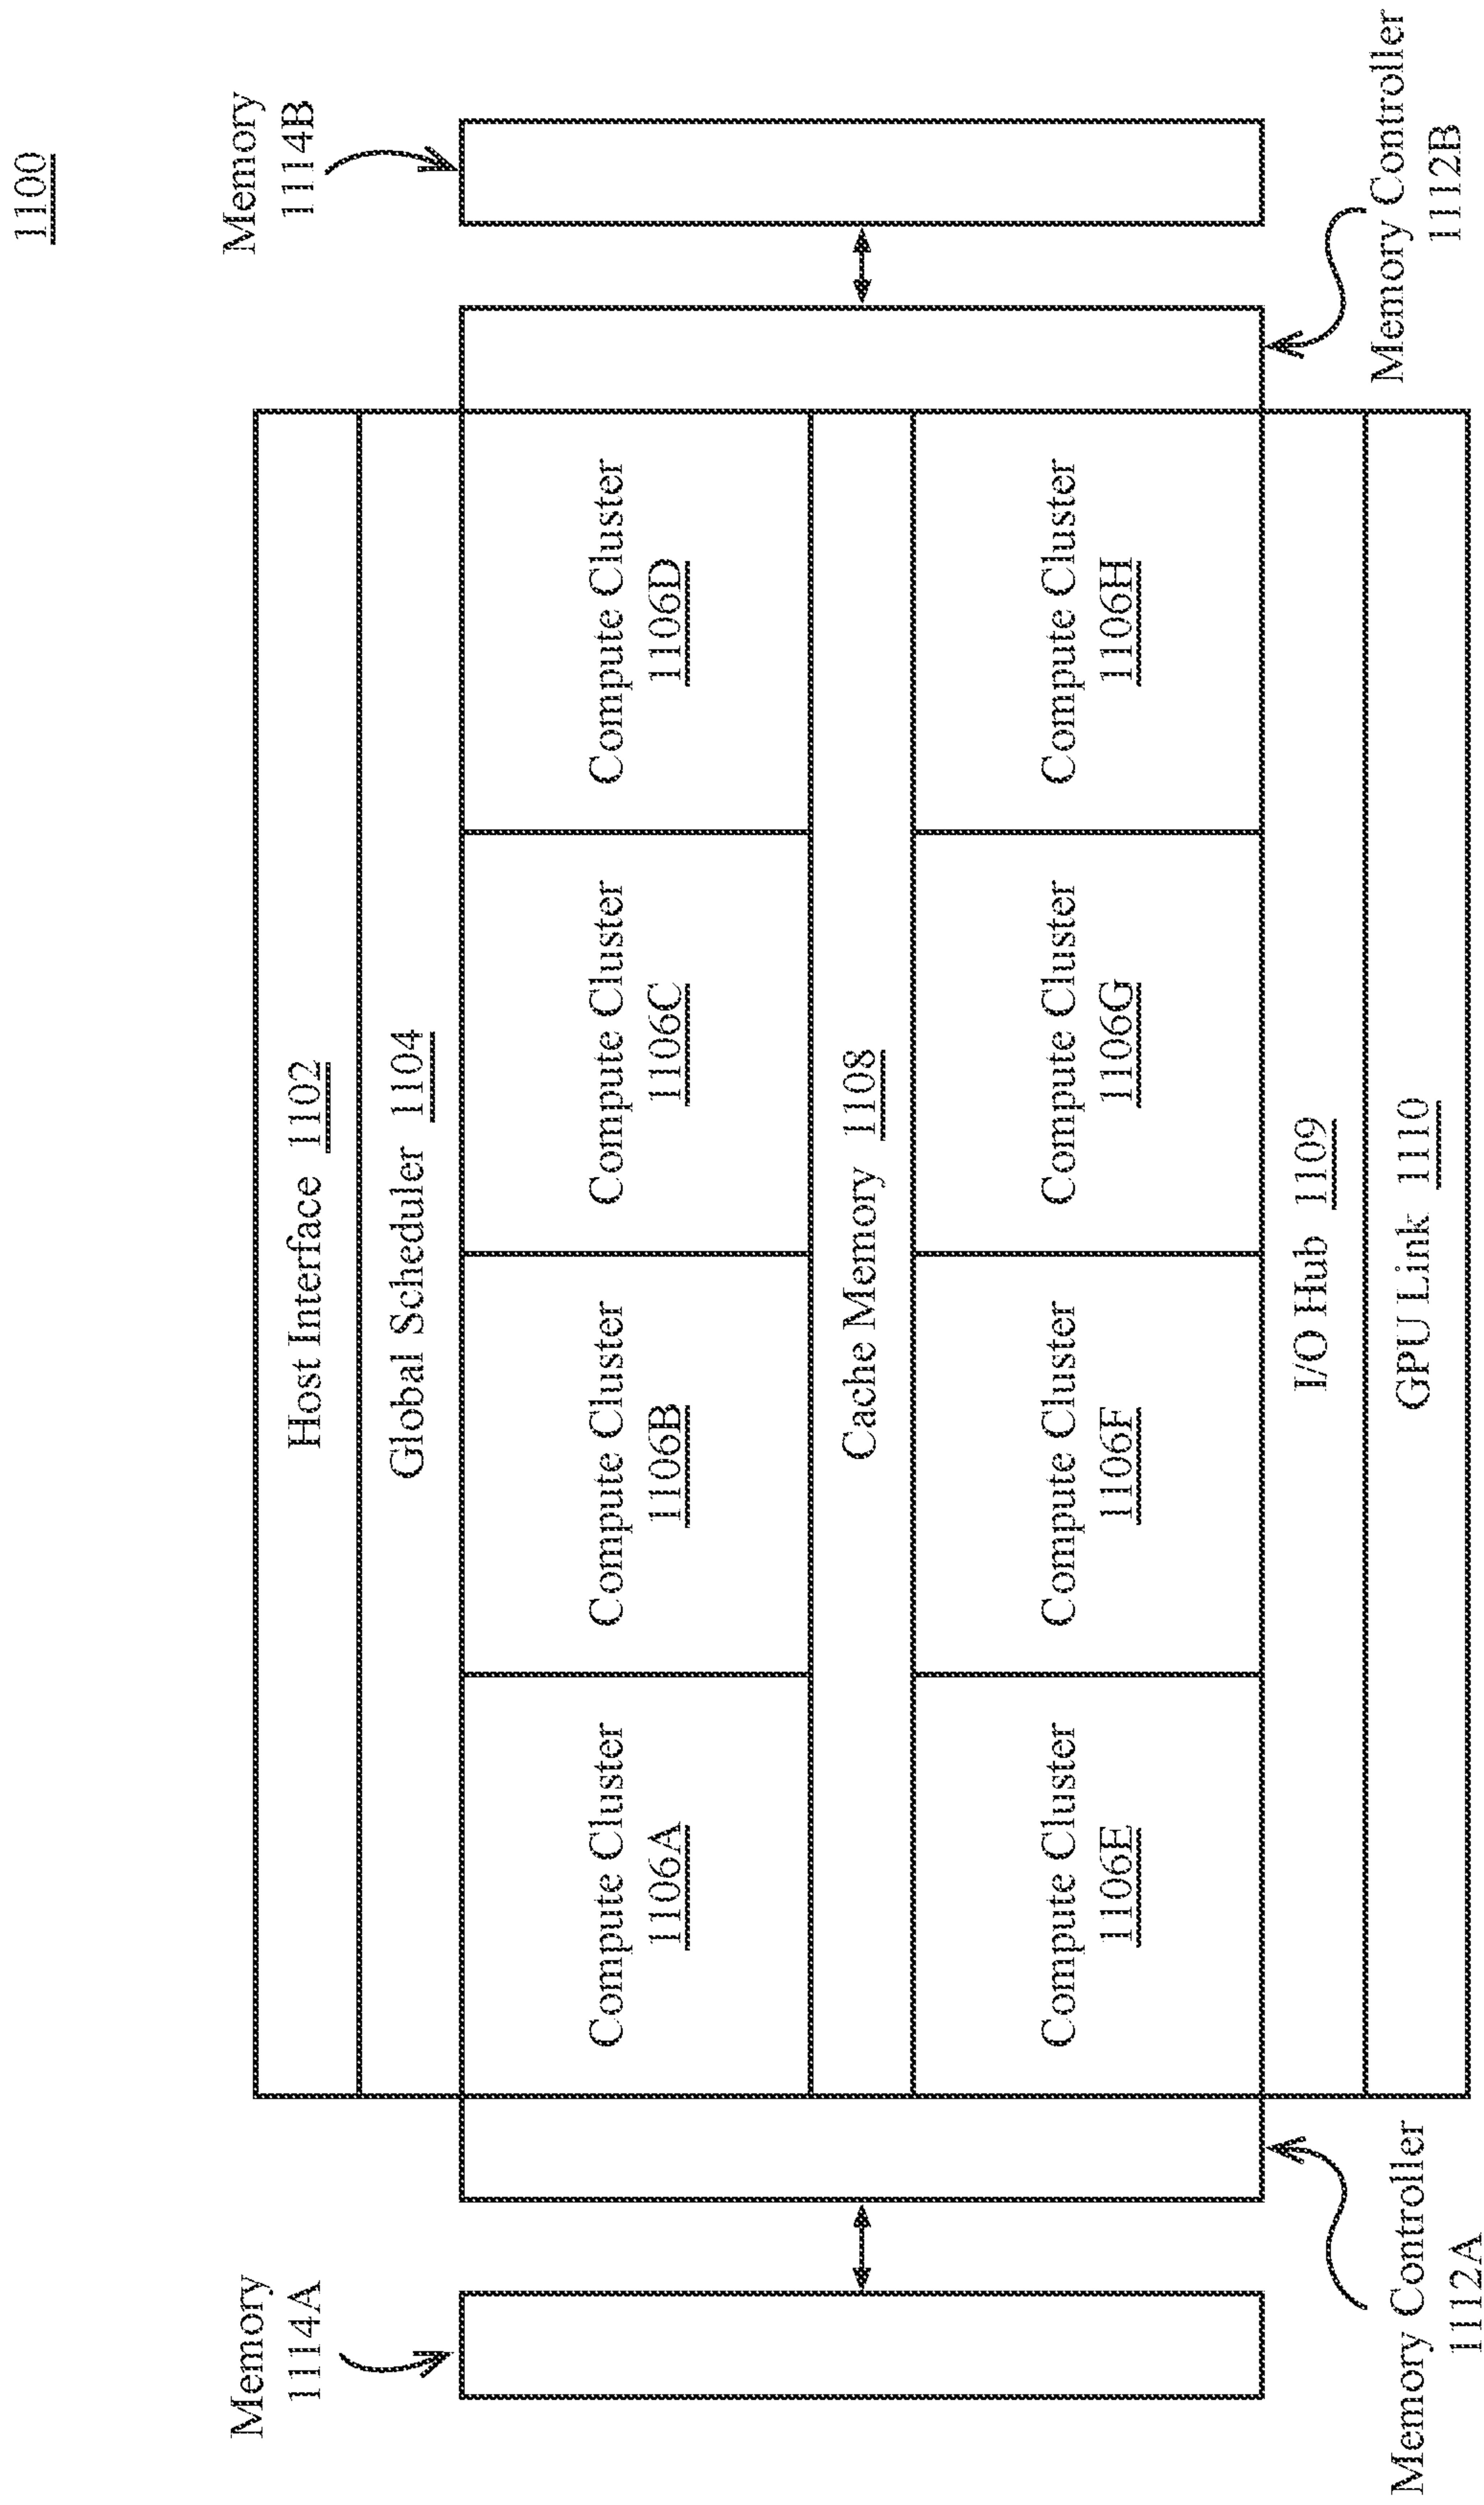 1100
Memory
1114A
Memory
1114B
Host Interface 1102
Global Scheduler 1104
Compute Cluster
1106A
Compute Cluster
1106B
Compute Cluster
1106C
Compute Cluster
1106D
Cache Memory 1108
Compute Cluster
1106E
Compute Cluster
1106F
Compute Cluster
1106G
Compute Cluster
1106H
I/O Hub 1109
GPU Link 1110
Memory Controller
1112A
Memory Controller
1112B